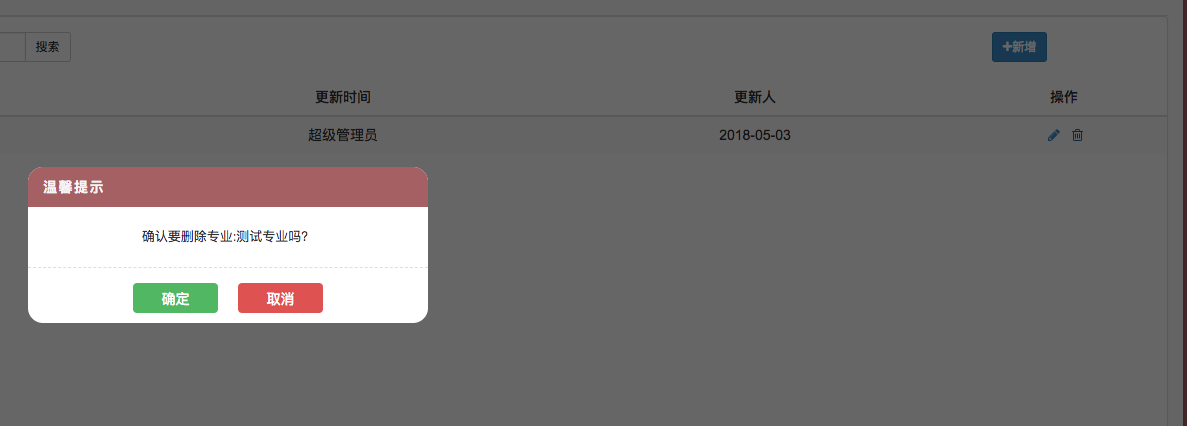 搜索
新增
更新时间
更新人
操作
超级管理员
2018-05-03
温馨提示
确认要删除专业:测试专业吗?
确定
取消